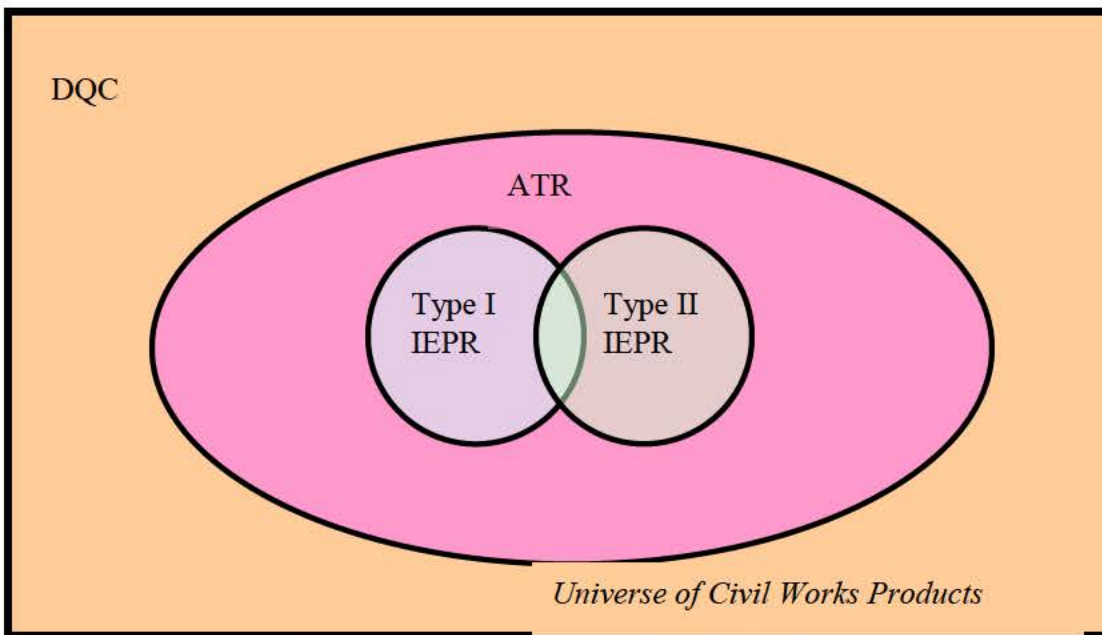 DQC
ATR
Type I
IEPR
Type II
IEPR
Universe of Civil Works Products